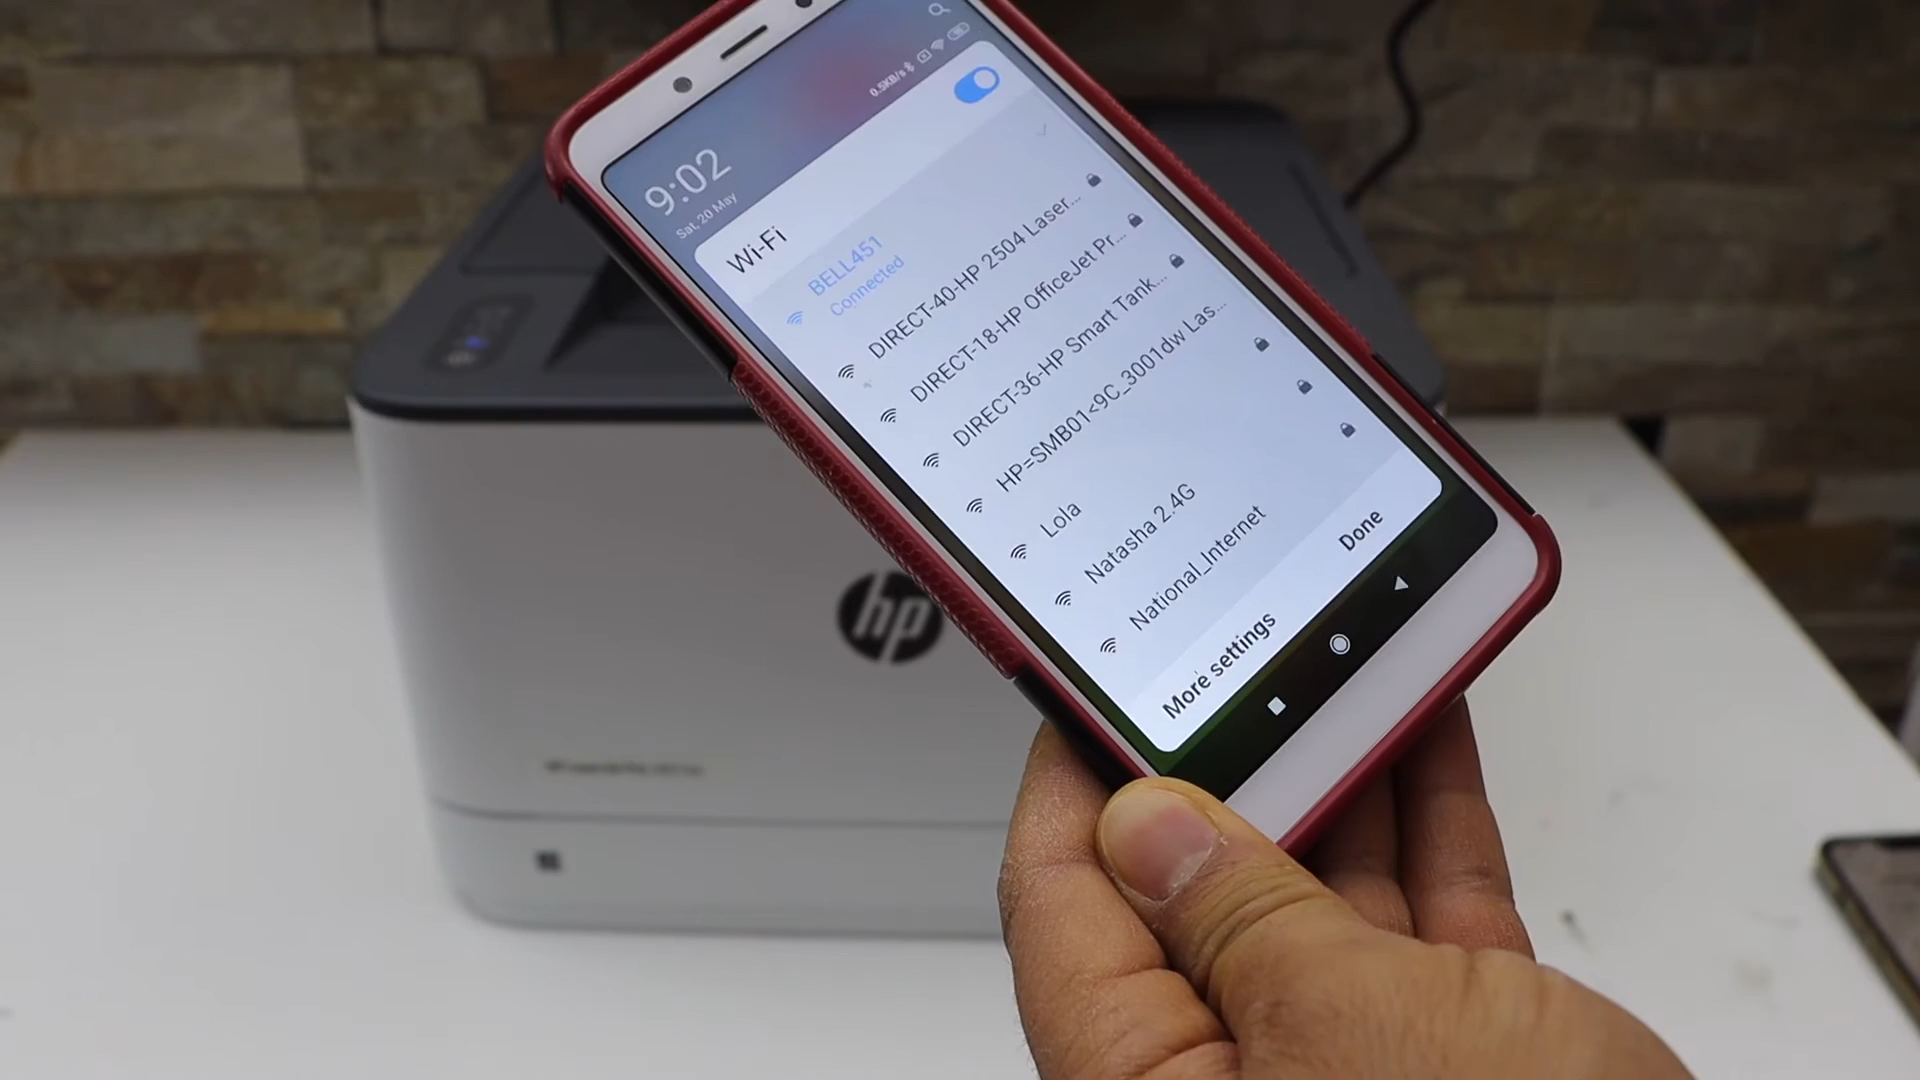 0.5KB/s
9:02
Sat, 20 May
Wi-Fi
BELL451
Connected
DIRECT-40-HP 2504 Laser...
DIRECT-18-HP OfficeJet Pr...
DIRECT-36-HP Smart Tank...
HP=SMB01<9C_3001dw Las...
Lola
Natasha 2.4G
National_Internet
More settings
Done
hp